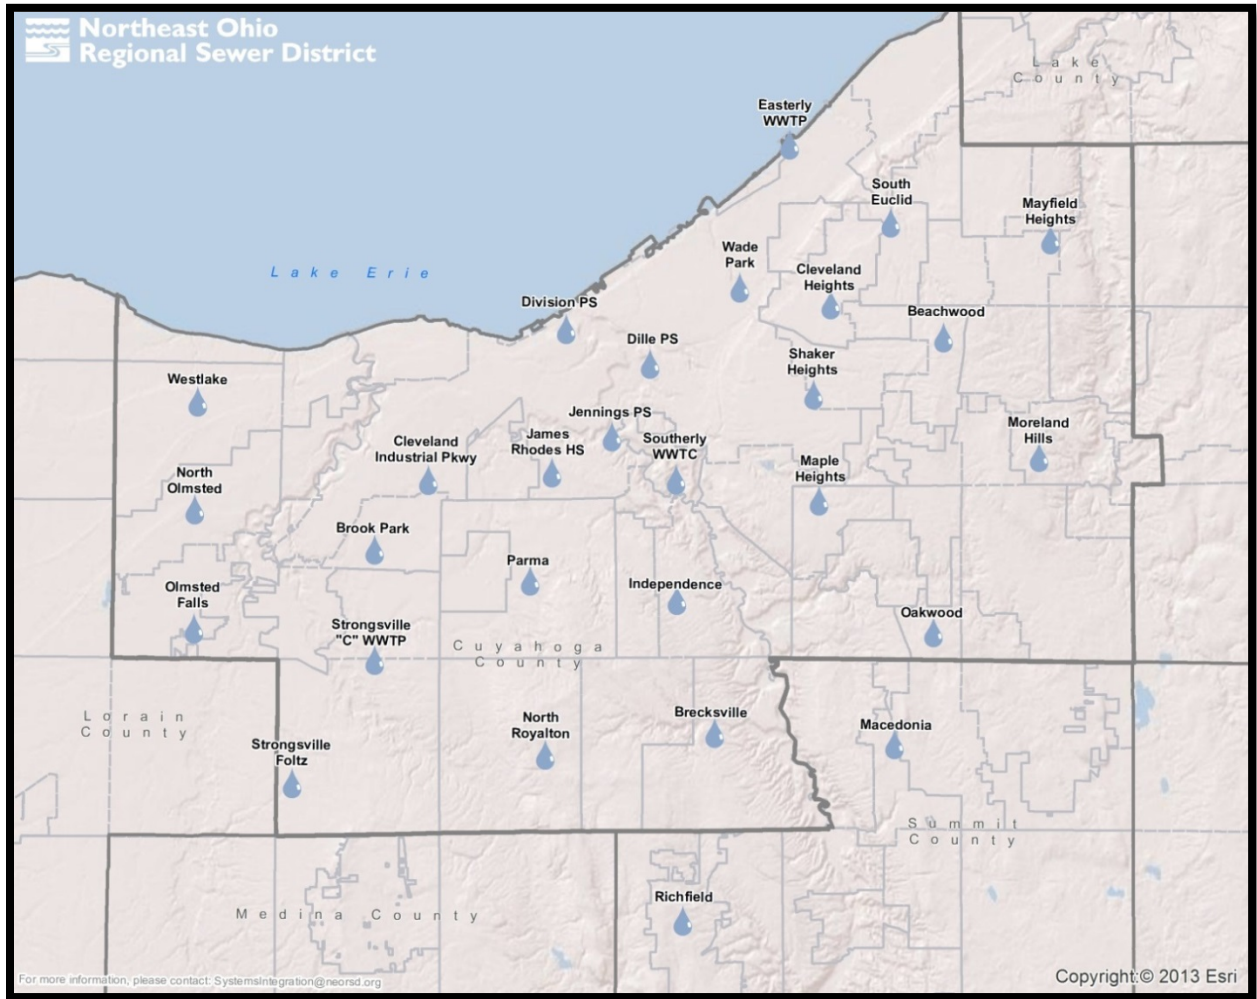 Northeast Ohio
Regional Sewer District
Lake
County
Easterly
WWTP
South
Euclid
Mayfield
Heights
Wade
Park
Cleveland
Heights
Lake Erie
Division PS
Beachwood
Dille PS
Shaker
Heights
Westlake
Jennings PS
Moreland
Hills
Cleveland
Industrial Pkwy
James
Rhodes HS
Southerly
WWTC
Maple
Heights
North
Olmsted
Brook Park
Parma
Independence
Olmsted
Falls
Oakwood
Strongsville
"C" WWTP
Cuyahoga
County
Lorain
County
Brecksville
North
Royalton
Macedonia
Strongsville
Foltz
Summit
County
Richfield
Medina County
For more information, please contact: SystemsIntegration@neorsd.org
Copyright:© 2013 Esri